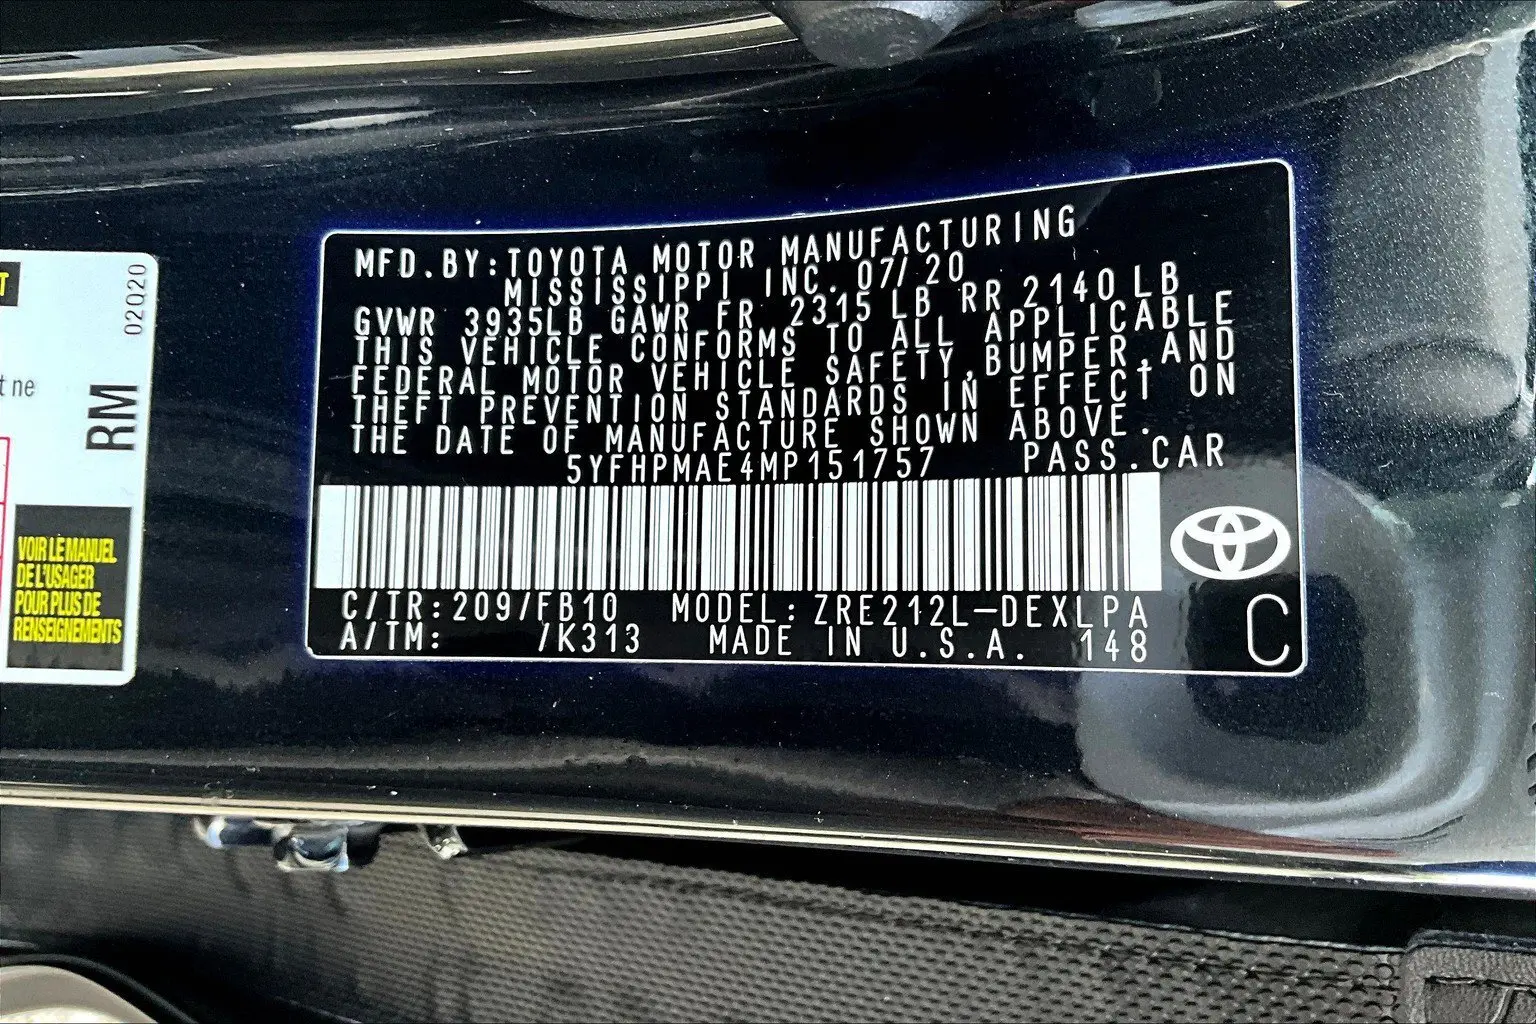 T
02020
t ne
RM
VOIR LE MANUEL
DE L'USAGER
POUR PLUS DE
RENSEIGNEMENTS
MFD.BY:TOYOTA MOTOR MANUFACTURING
MISSISSIPPI INC. 07/20
GVWR 3935LB GAWR FR 2315 LB RR 2140 LB
THIS VEHICLE CONFORMS TO ALL APPLICABLE
FEDERAL MOTOR VEHICLE SAFETY,BUMPER,AND
THEFT PREVENTION STANDARDS IN EFFECT ON
THE DATE OF MANUFACTURE SHOWN ABOVE.
5YFHPMAE4MP151757 PASS.CAR
C/TR:209/FB10 MODEL:ZRE212L-DEXLPA
A/TM: /K313 MADE IN U.S.A. 148
C